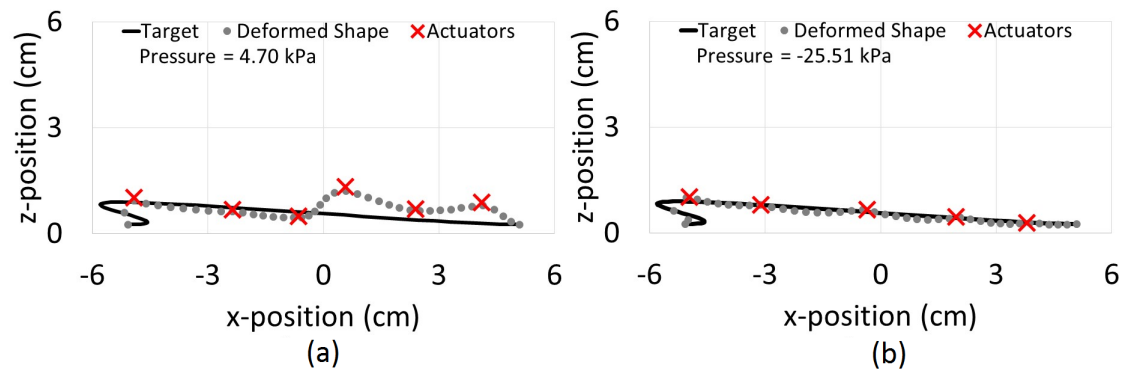 Target Deformed Shape Actuators
Pressure = 4.70 kPa
z-position (cm)
6
3
0
-6 -3 0 3 6
x-position (cm)
(a)
Target Deformed Shape Actuators
Pressure = -25.51 kPa
z-position (cm)
6
3
0
-6 -3 0 3 6
x-position (cm)
(b)